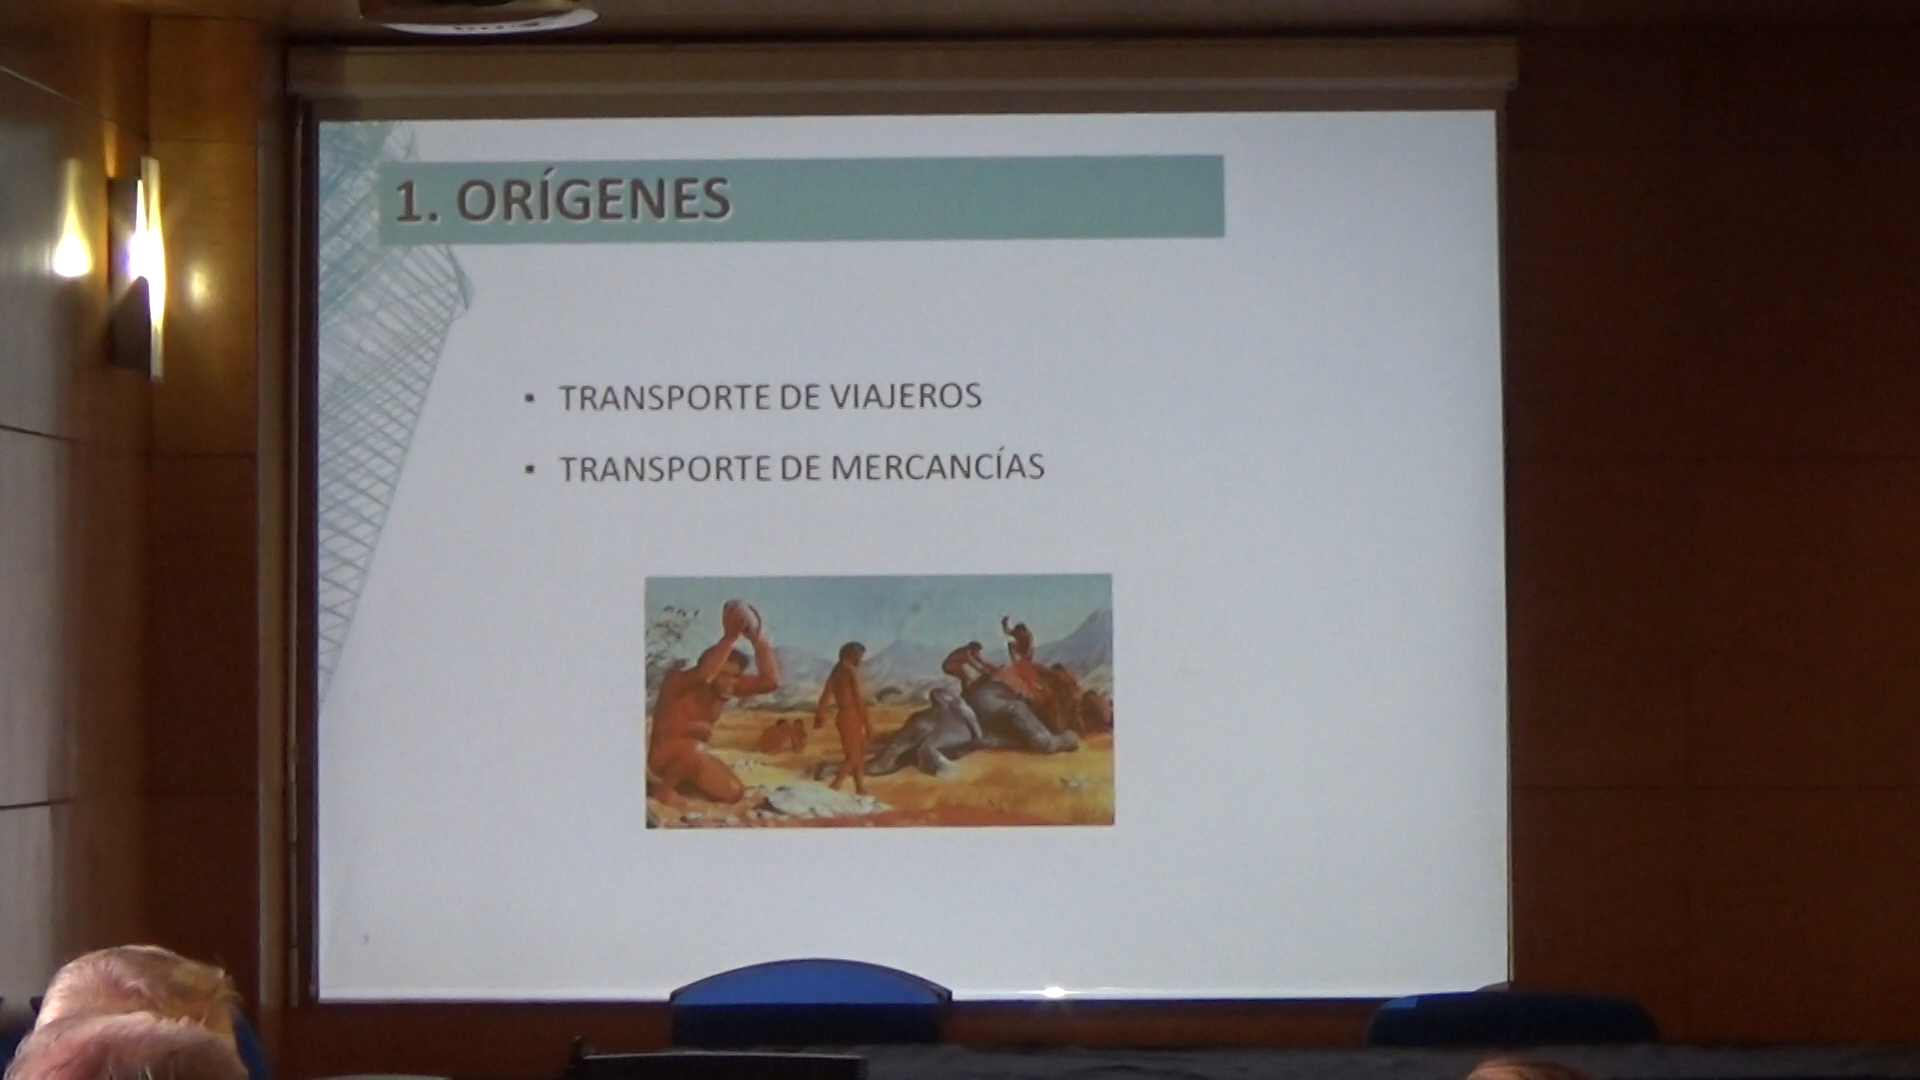 1. ORÍGENES
▪ TRANSPORTE DE VIAJEROS
▪ TRANSPORTE DE MERCANCÍAS